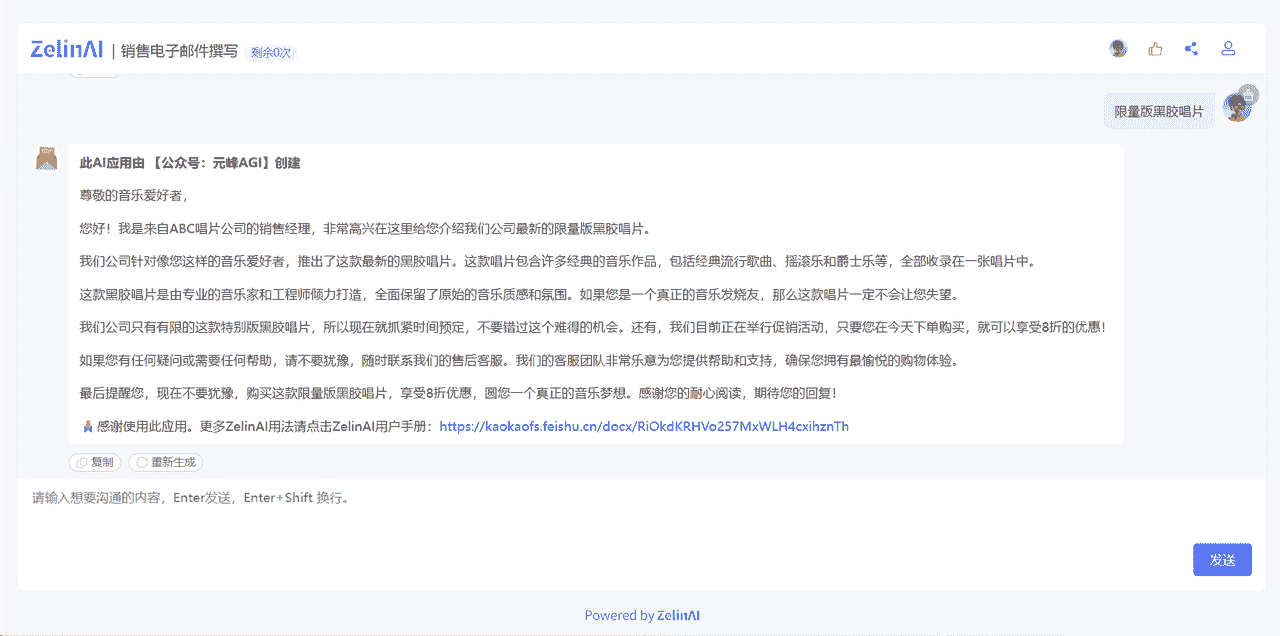 ZelinAI | 销售电子邮件撰写 剩余0次
限量版黑胶唱片
此AI应用由 【公众号：元峰AGI】创建
尊敬的音乐爱好者，
您好！我是来自ABC唱片公司的销售经理，非常高兴在这里给您介绍我们公司最新的限量版黑胶唱片。
我们公司针对像您这样的音乐爱好者，推出了这款最新的黑胶唱片。这款唱片包含许多经典的音乐作品，包括经典流行歌曲、摇滚乐和爵士乐等，全部收录在一张唱片中。
这款黑胶唱片是由专业的音乐家和工程师倾力打造，全面保留了原始的音乐质感和氛围。如果您是一个真正的音乐发烧友，那么这款唱片一定不会让您失望。
我们公司只有有限的这款特别版黑胶唱片，所以现在就抓紧时间预定，不要错过这个难得的机会。还有，我们目前正在举行促销活动，只要您在今天下单购买，就可以享受8折的优惠！
如果您有任何疑问或需要任何帮助，请不要犹豫，随时联系我们的售后客服。我们的客服团队非常乐意为您提供帮助和支持，确保您拥有最愉悦的购物体验。
最后提醒您，现在不要犹豫，购买这款限量版黑胶唱片，享受8折优惠，圆您一个真正的音乐梦想。感谢您的耐心阅读，期待您的回复！
感谢使用此应用。更多ZelinAI用法请点击ZelinAI用户手册：https://kaokaofs.feishu.cn/docx/RiOkdKRHVo257MxWLH4cxihznTh
复制 重新生成
请输入想要沟通的内容，Enter发送，Enter+Shift 换行。
发送
Powered by ZelinAI